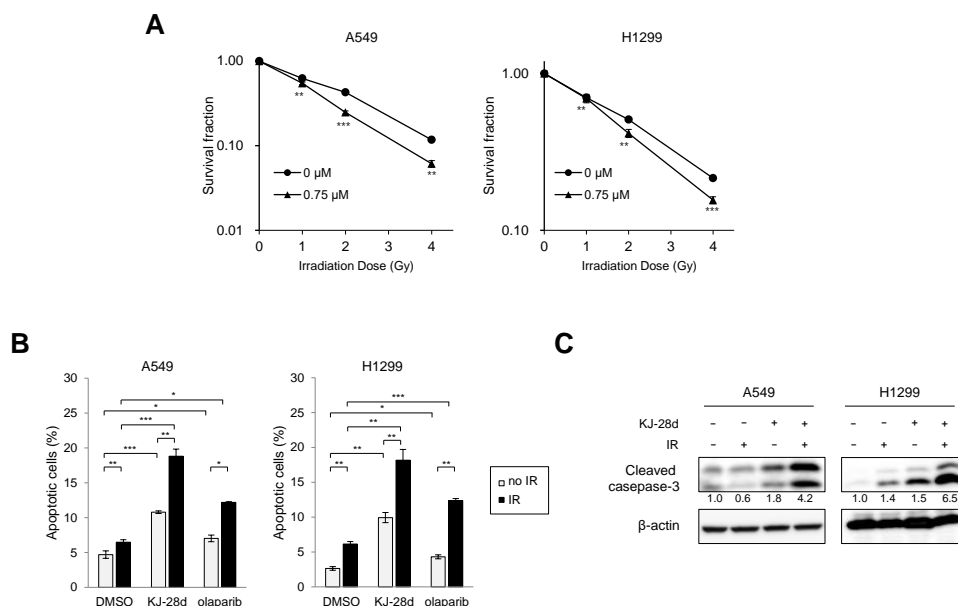 A
A549
H1299
1.00
0.10
0.01
Survival fraction
0 µM
0.75 µM
**
***
**
0 1 2 3 4
Irradiation Dose (Gy)
1.00
0.10
Survival fraction
0 µM
0.75 µM
**
**
***
0 1 2 3 4
Irradiation Dose (Gy)
B
A549
30
25
20
15
10
5
0
Apoptotic cells (%)
*
*
***
*** **
** *
DMSO KJ-28d olaparib
H1299
30
25
20
15
10
5
0
Apoptotic cells (%)
***
*
**
** **
** **
DMSO KJ-28d olaparib
no IR
IR
C
A549 H1299
KJ-28d – – + + – – + +
IR – + – + – + – +
Cleaved
casepase-3
1.0 0.6 1.8 4.2 1.0 1.4 1.5 6.5
β-actin